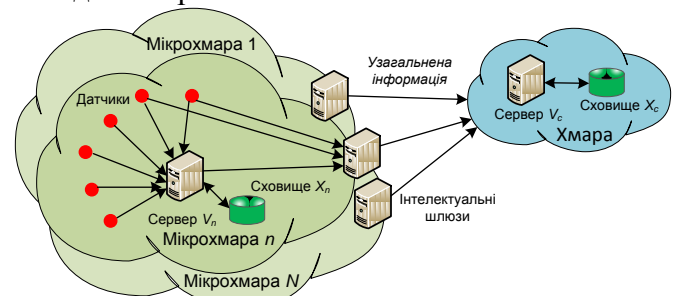 Мікрохмара 1
Узагальнена
інформація
Датчики
Сервер Vc
Сховище Xc
Хмара
Сховище Xn
Інтелектуальні
шлюзи
Сервер Vn
Мікрохмара n
Мікрохмара N